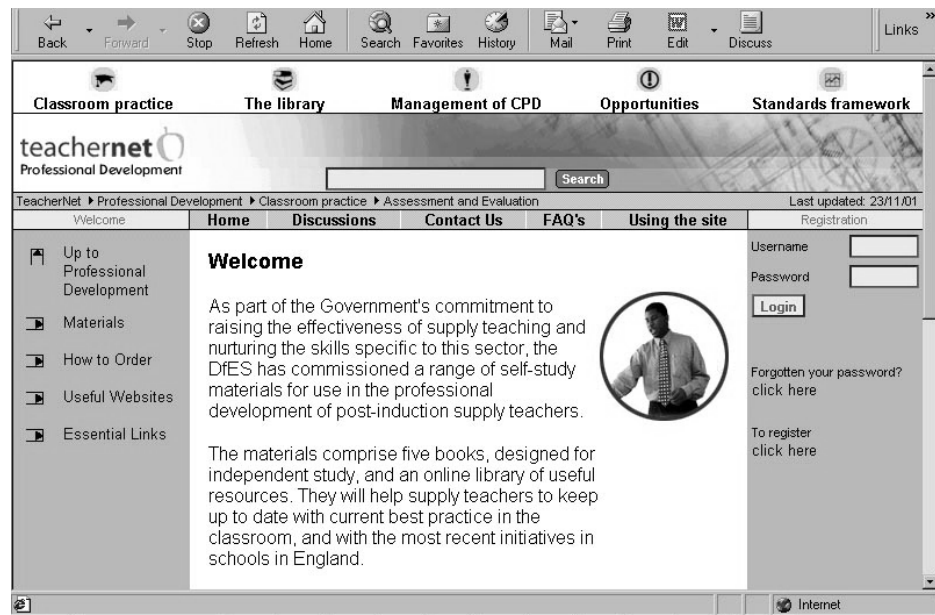 Back Forward Stop Refresh Home Search Favorites History Mail Print Edit Discuss Links »
Classroom practice The library Management of CPD Opportunities Standards framework
teachernet
Professional Development
Search
TeacherNet Professional Development Classroom practice Assessment and Evaluation Last updated: 23/11/01
Welcome Home Discussions Contact Us FAQ's Using the site Registration
Up to
Professional
Development
Materials
How to Order
Useful Websites
Essential Links
Welcome
As part of the Government's commitment to
raising the effectiveness of supply teaching and
nurturing the skills specific to this sector, the
DfES has commissioned a range of self-study
materials for use in the professional
development of post-induction supply teachers.
The materials comprise five books, designed for
independent study, and an online library of useful
resources. They will help supply teachers to keep
up to date with current best practice in the
classroom, and with the most recent initiatives in
schools in England.
Username
Password
Login
Forgotten your password?
click here
To register
click here
Internet